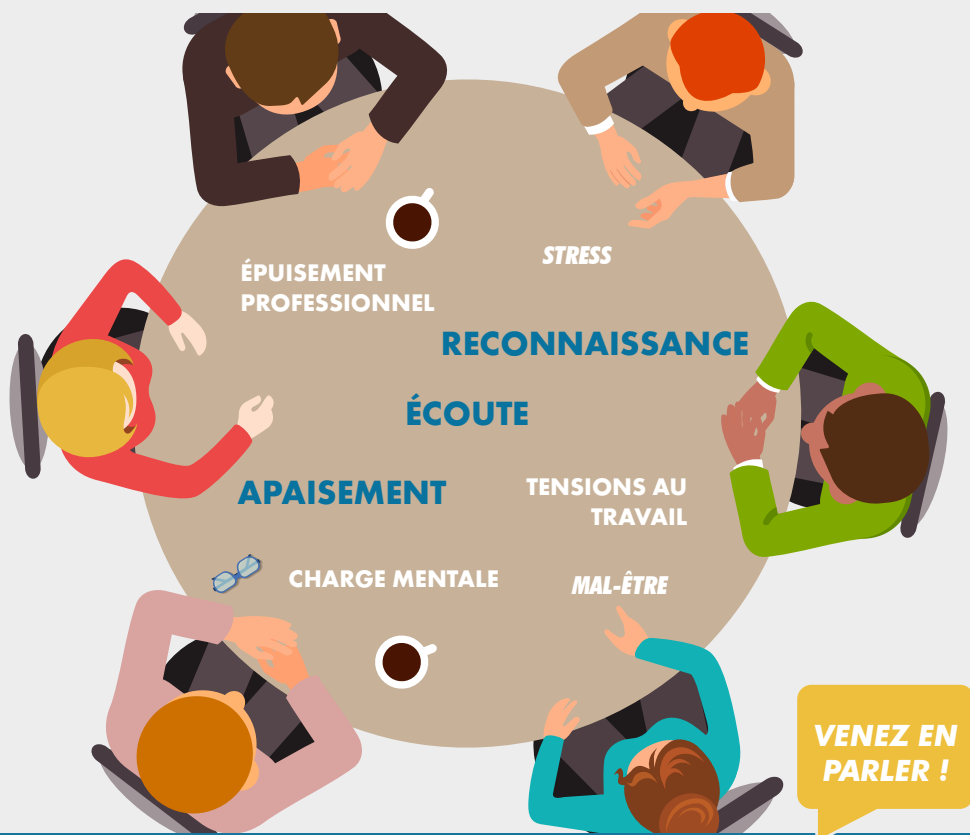 STRESS
ÉPUISEMENT
PROFESSIONNEL
RECONNAISSANCE
ÉCOUTE
APAISEMENT
TENSIONS AU
TRAVAIL
CHARGE MENTALE
MAL-ÊTRE
VENEZ EN
PARLER !